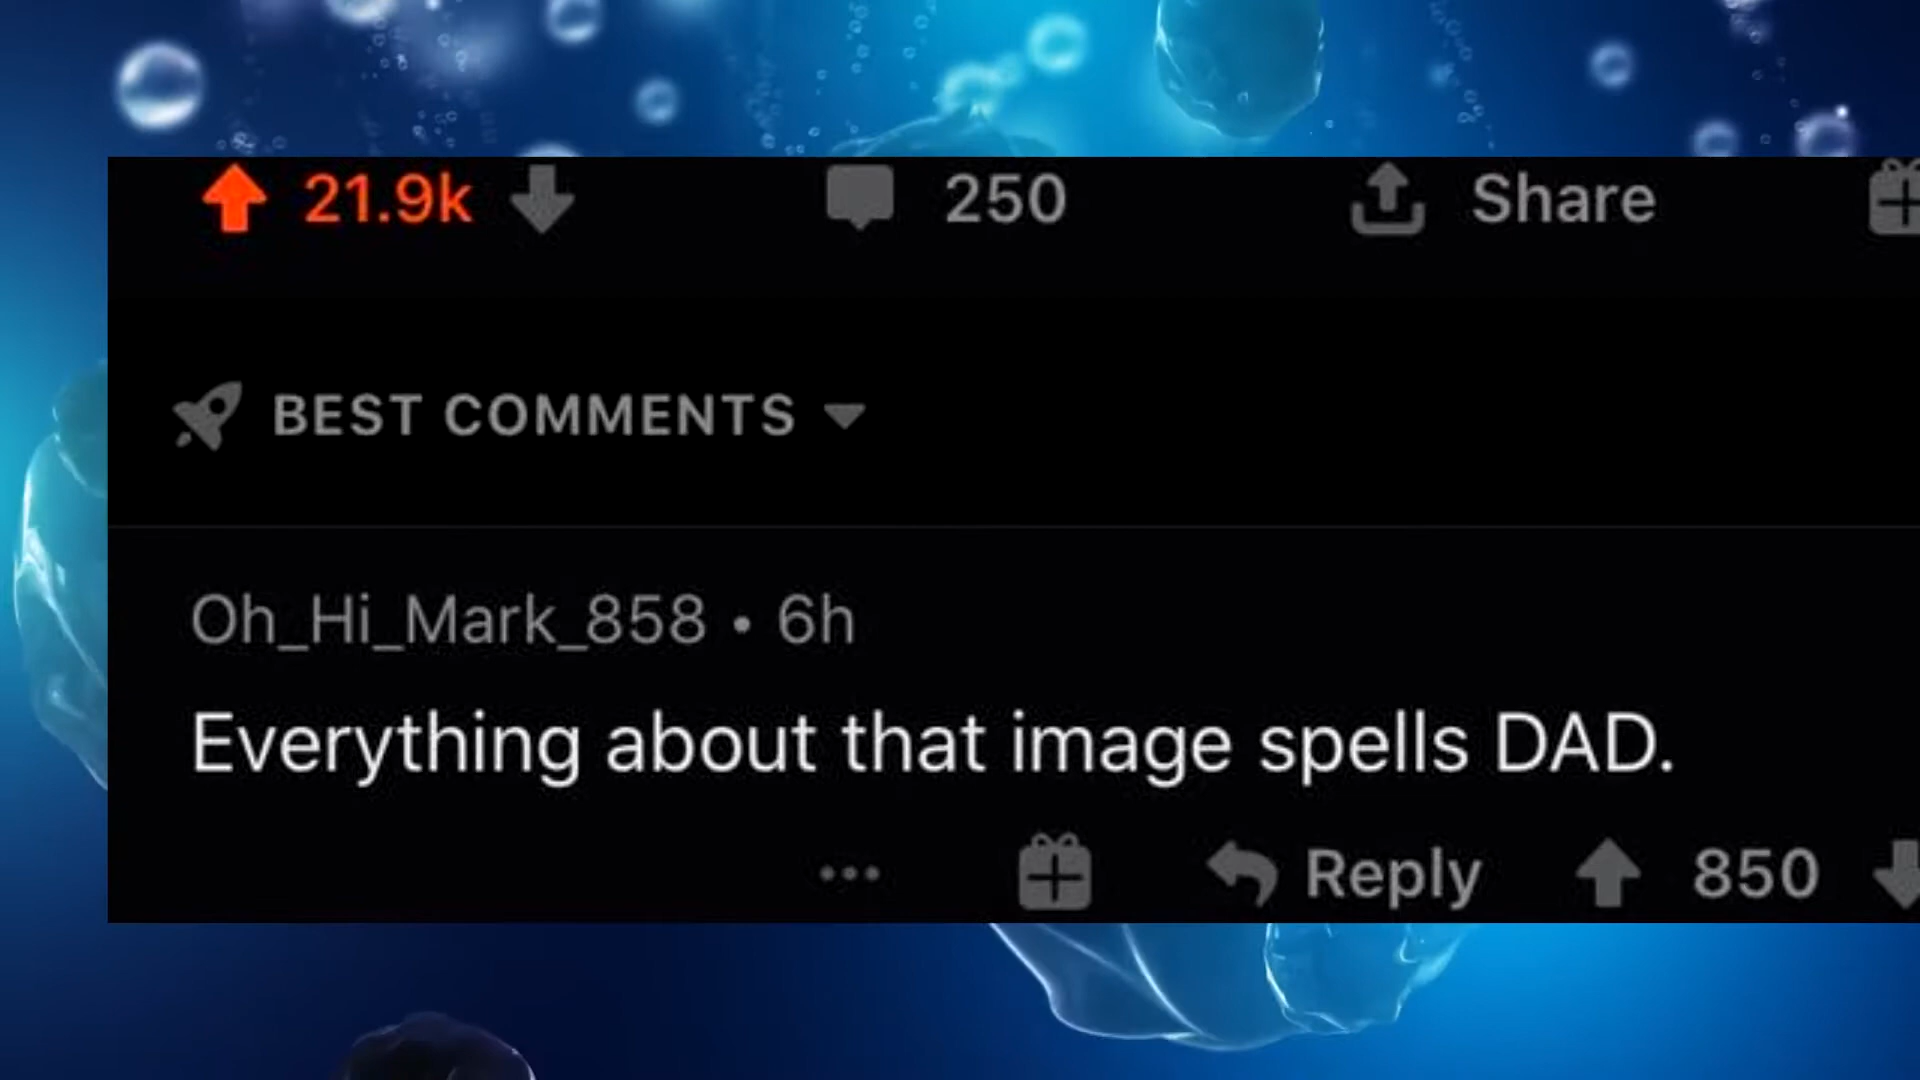 21.9k 250 Share
BEST COMMENTS
Oh_Hi_Mark_858 • 6h
Everything about that image spells DAD.
Reply 850